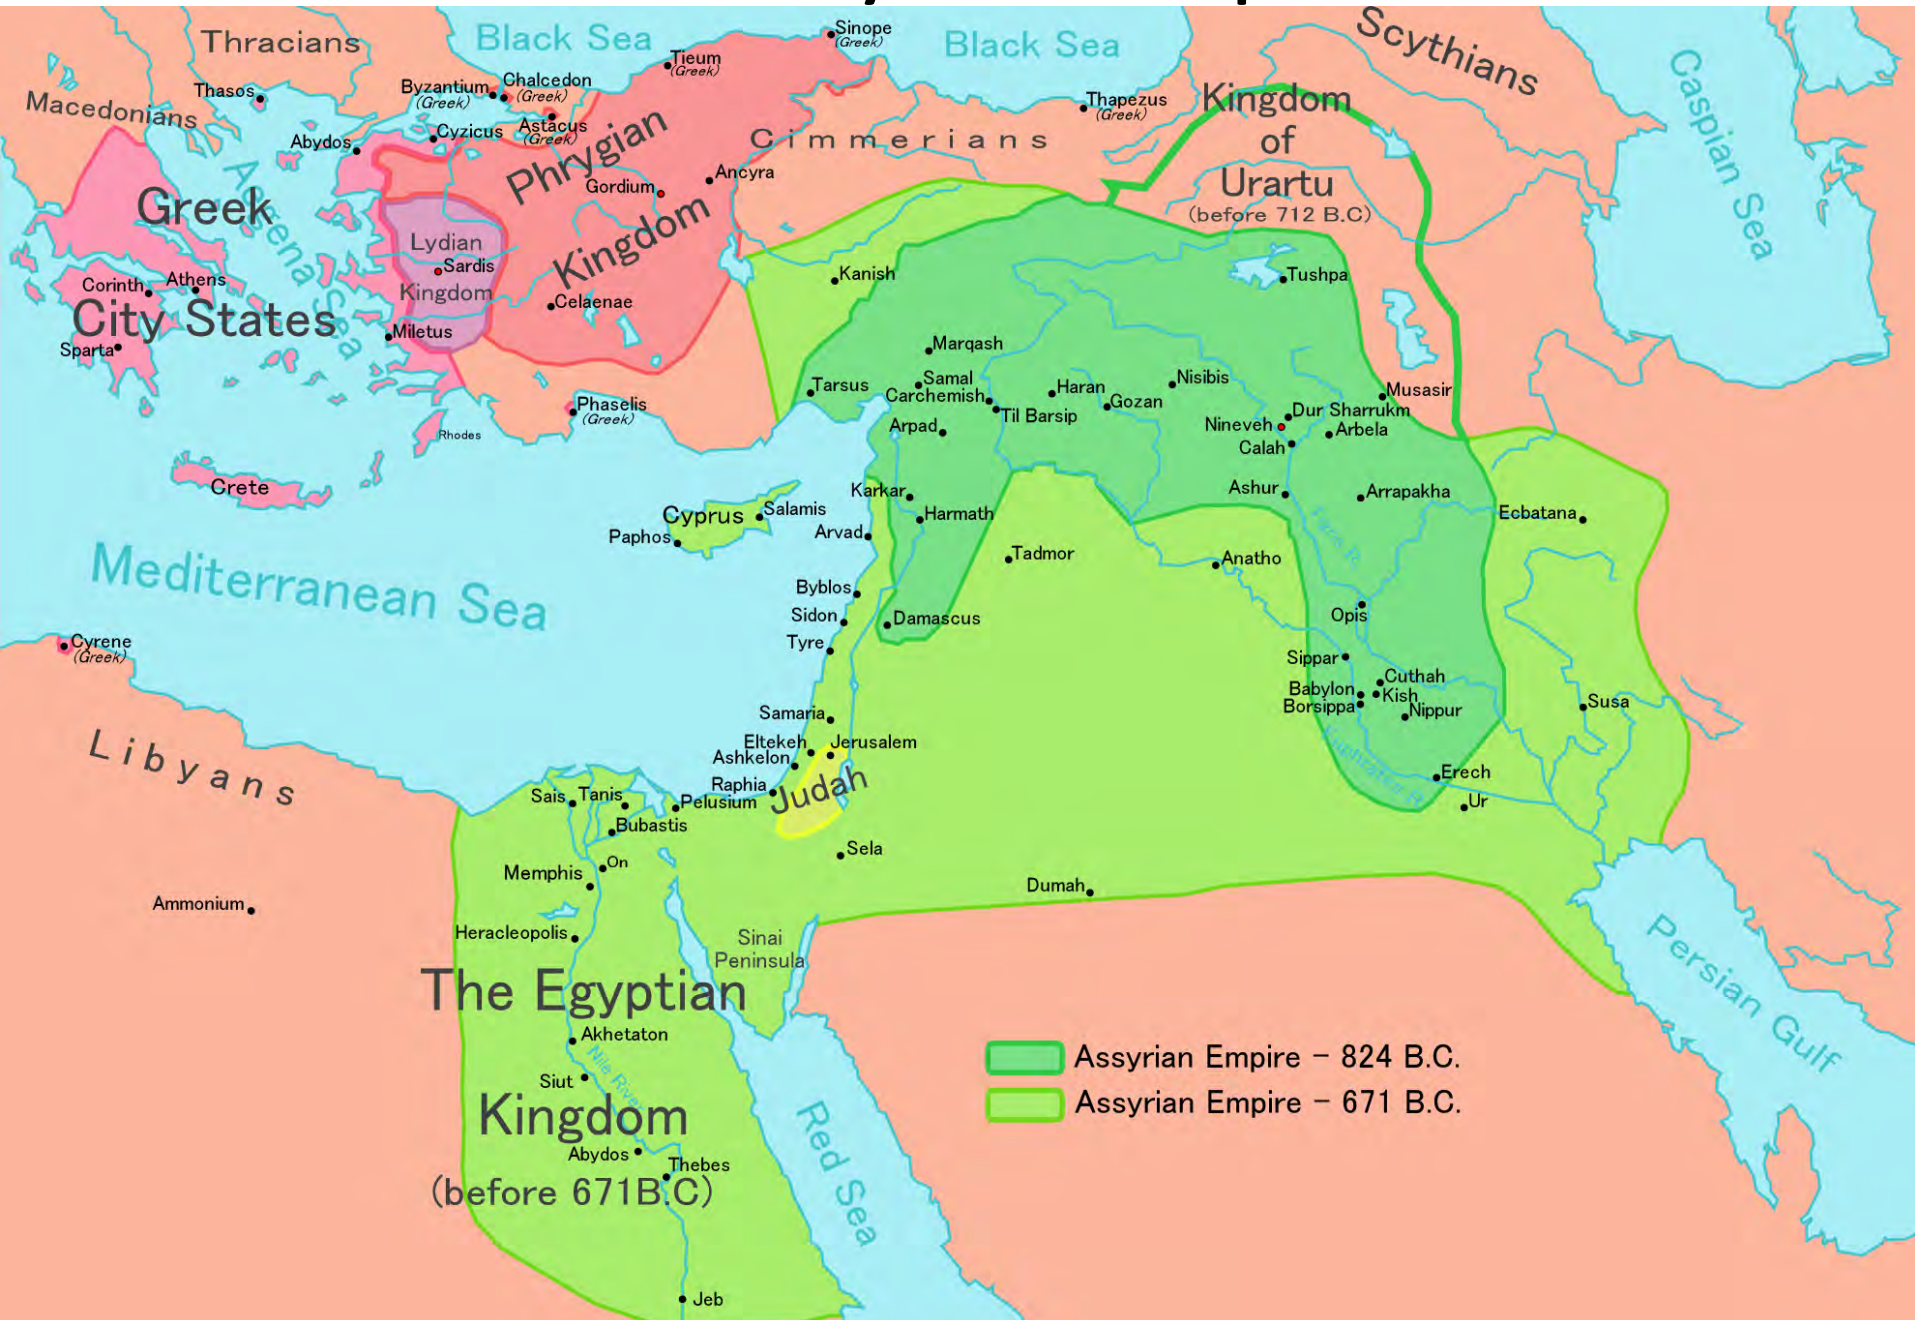 Black Sea
Black Sea
Scythians
Thracians
Sinope
(Greek)
Tieum
(Greek)
Byzantium
(Greek)
Chalcedon
(Greek)
Thasos
Macedonians
Thapezus
(Greek)
Kingdom
of
Urartu
(before 712 B.C)
Caspian Sea
Abydos
Cyzicus
Astacus
(Greek)
Cimmerians
Phrygian
Kingdom
Gordium
Ancyra
Greek
City States
Corinth
Athens
Sparta
Lydian
Kingdom
Sardis
Celaenae
Miletus
Kanish
Tushpa
Marqash
Tarsus
Samal
Carchemish
Til Barsip
Haran
Gozan
Nisibis
Musasir
Dur Sharrukm
Nineveh
Arbela
Calah
Arpad
Phaselis
(Greek)
Rhodes
Crete
Karkar
Harmath
Ashur
Arrapakha
Ecbatana
Cyprus
Salamis
Paphos
Arvad
Tadmor
Anatho
Mediterranean Sea
Byblos
Sidon
Tyre
Damascus
Opis
Cyrene
(Greek)
Sippar
Cuthah
Babylon
Kish
Borsippa
Nippur
Susa
Samaria
Eltekeh
Jerusalem
Ashkelon
Raphia
Judah
Euphrates R.
Erech
Ur
Libyans
Sais
Tanis
Pelusium
Bubastis
On
Memphis
Sela
Dumah
Ammonium
Heracleopolis
Sinai
Peninsula
Persian Gulf
The Egyptian
Kingdom
(before 671B.C)
Akhetaton
Nile River
Siut
Abydos
Thebes
Jeb
Red Sea
Assyrian Empire – 824 B.C.
Assyrian Empire – 671 B.C.